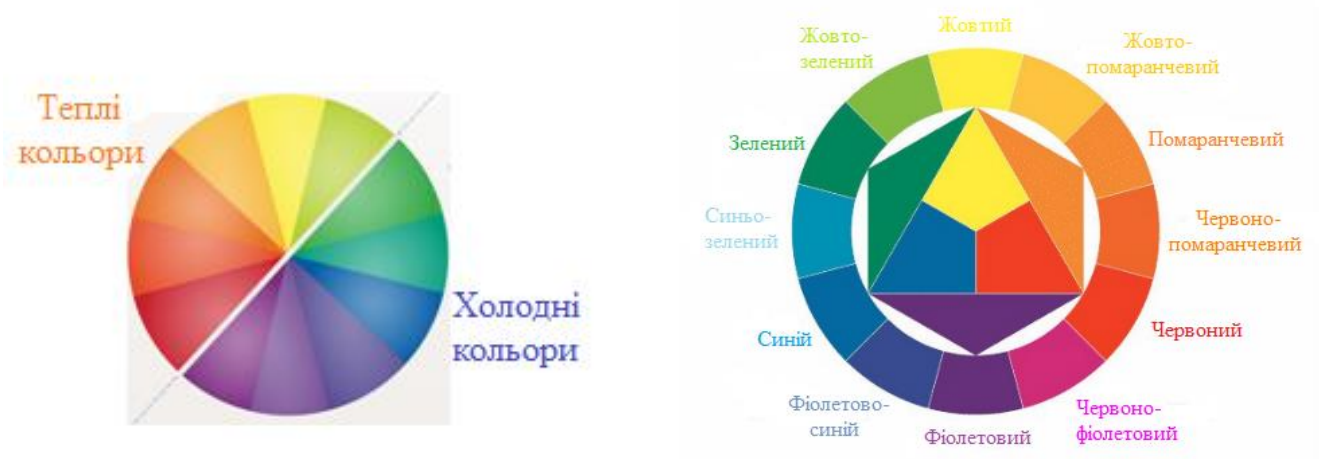 Теплі
кольори
Холодні
кольори
Жовтий
Жовто-
помаранчевий
Помаранчевий
Червоно-
помаранчевий
Червоний
Червоно-
фіолетовий
Фіолетовий
Фіолетово-
синій
Синій
Синьо-
зелений
Зелений
Жовто-
зелений